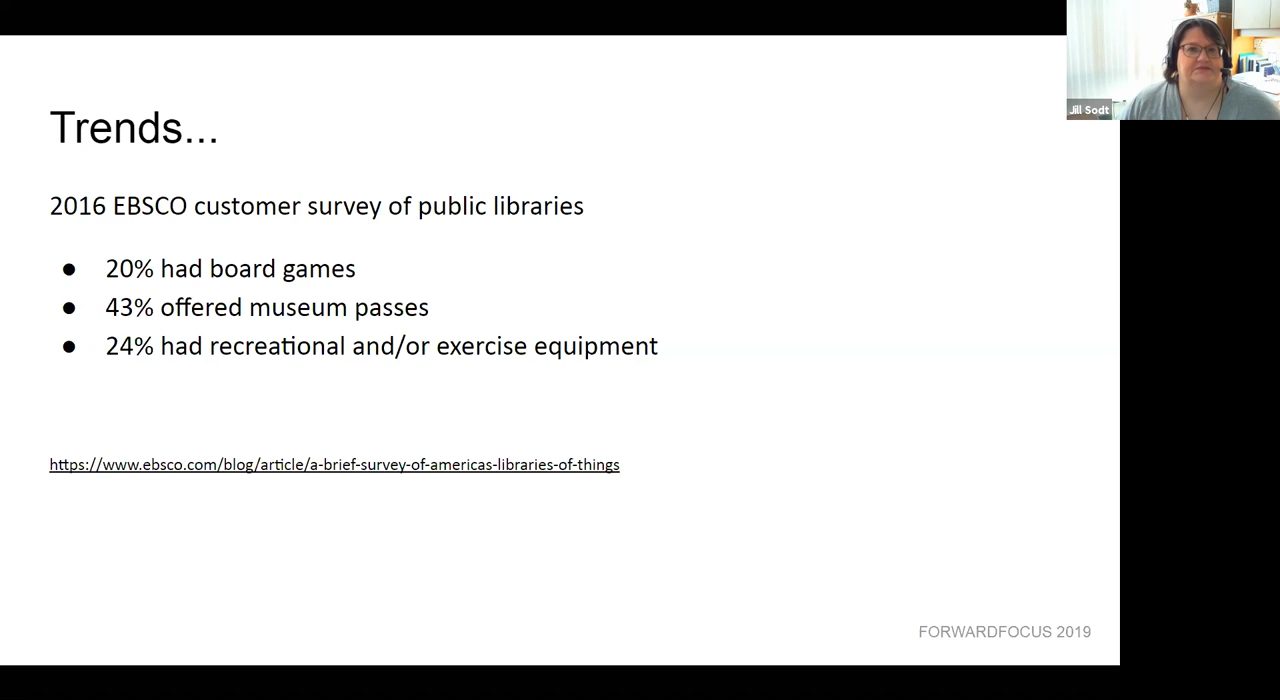 Trends...
2016 EBSCO customer survey of public libraries
● 20% had board games
● 43% offered museum passes
● 24% had recreational and/or exercise equipment
https://www.ebsco.com/blog/article/a-brief-survey-of-americas-libraries-of-things
FORWARDFOCUS 2019
Jill Sodt